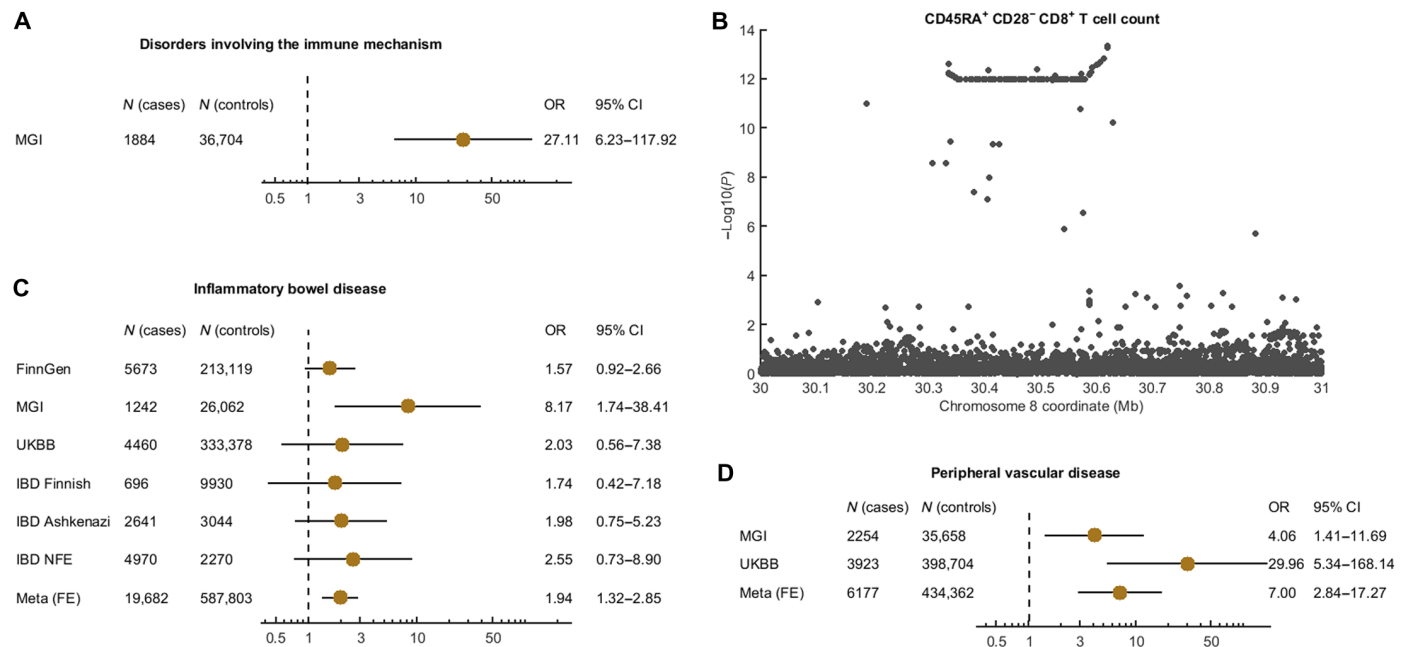 A
Disorders involving the immune mechanism
N (cases) N (controls) OR 95% CI
MGI 1884 36,704 27.11 6.23–117.92
0.5 1 3 10 50
B
CD45RA⁺ CD28⁻ CD8⁺ T cell count
14
12
10
8
6
4
2
0
−Log10(P)
30 30.1 30.2 30.3 30.4 30.5 30.6 30.7 30.8 30.9 31
Chromosome 8 coordinate (Mb)
C
Inflammatory bowel disease
N (cases) N (controls) OR 95% CI
FinnGen 5673 213,119 1.57 0.92–2.66
MGI 1242 26,062 8.17 1.74–38.41
UKBB 4460 333,378 2.03 0.56–7.38
IBD Finnish 696 9930 1.74 0.42–7.18
IBD Ashkenazi 2641 3044 1.98 0.75–5.23
IBD NFE 4970 2270 2.55 0.73–8.90
Meta (FE) 19,682 587,803 1.94 1.32–2.85
0.5 1 3 10 50
D
Peripheral vascular disease
N (cases) N (controls) OR 95% CI
MGI 2254 35,658 4.06 1.41–11.69
UKBB 3923 398,704 29.96 5.34–168.14
Meta (FE) 6177 434,362 7.00 2.84–17.27
0.5 1 3 10 50